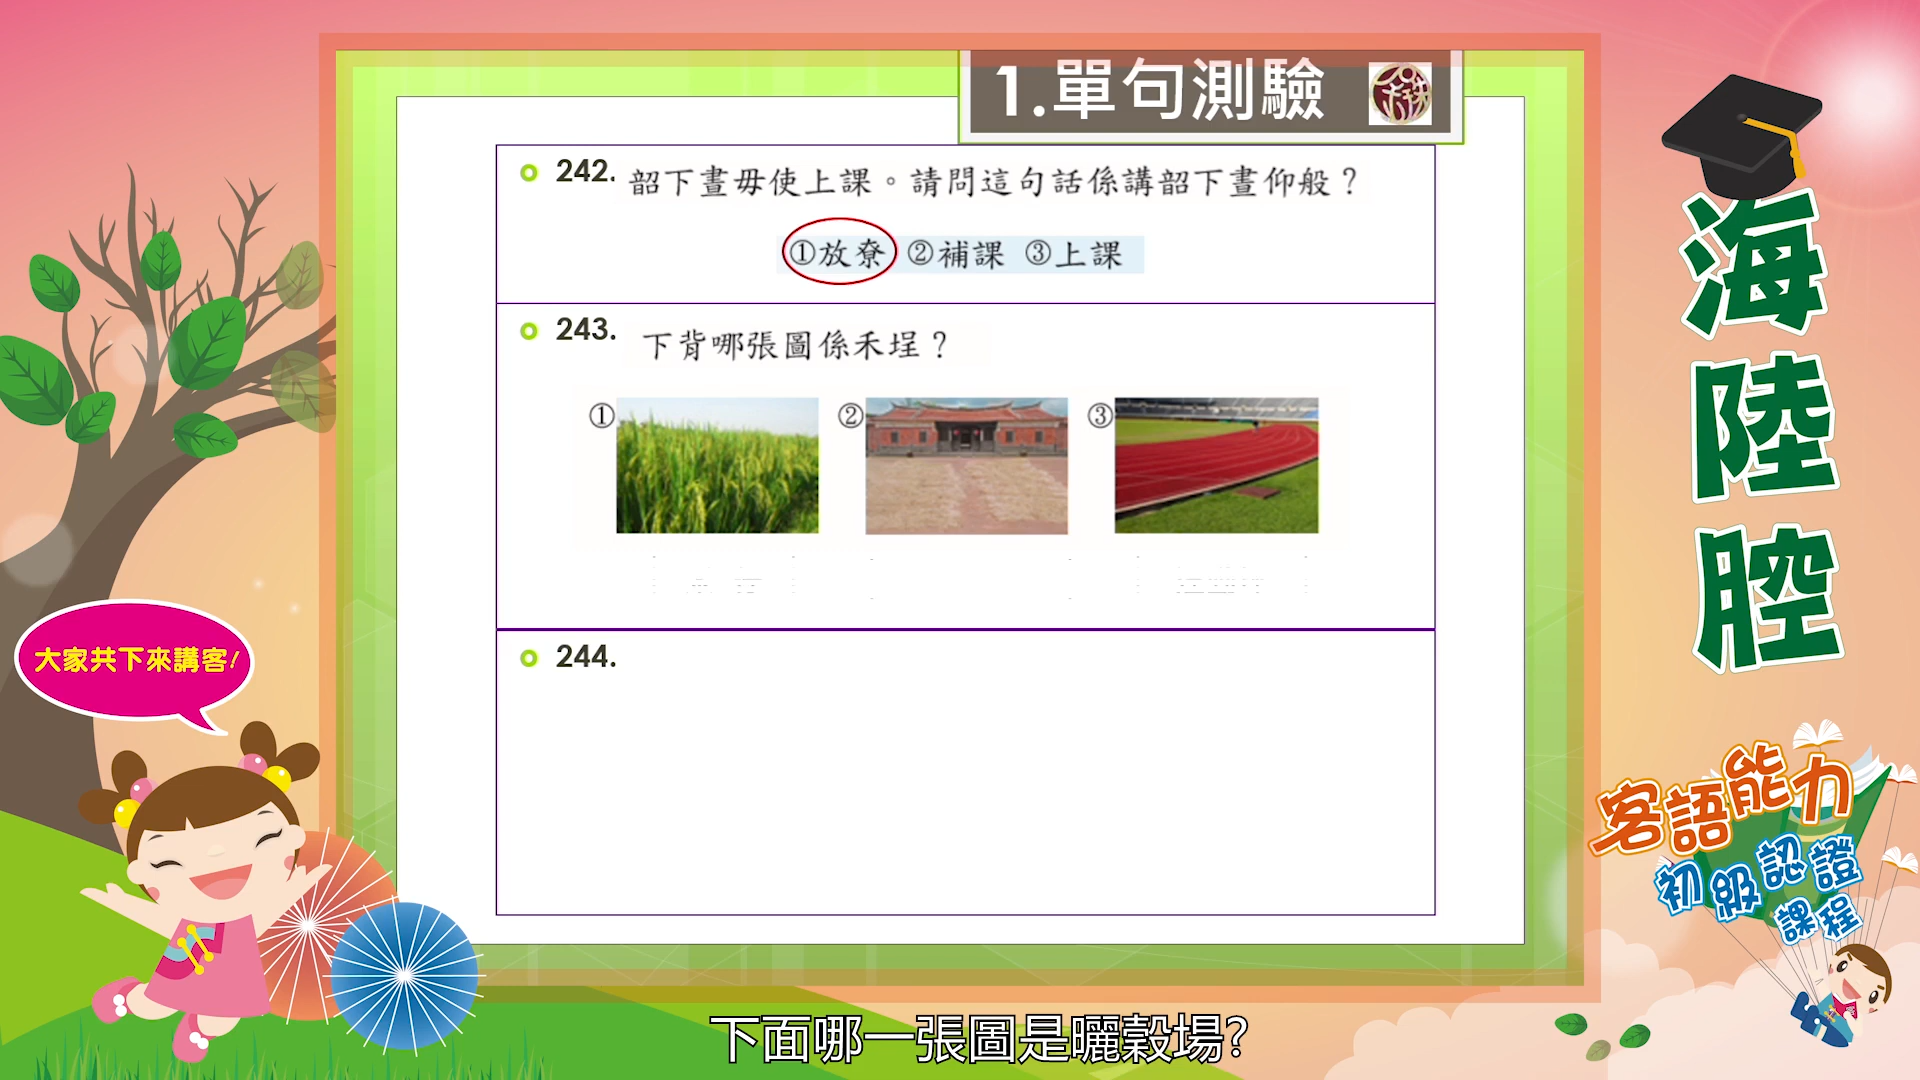 1.單句測驗
242. 韶下晝毋使上課。請問這句話係講韶下晝仰般？
①放尞 ②補課 ③上課
243. 下背哪張圖係禾埕？
① ② ③
244.
大家共下來講客!
海陸腔
客語能力
初級認證
課程
下面哪一張圖是曬穀場?